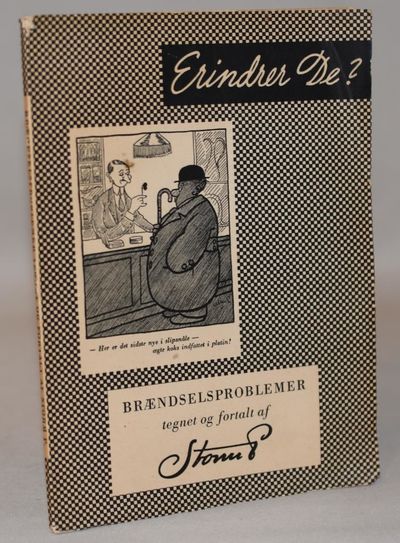 Erindrer De?
— Her er det sidste nye i slipsnåle —
ægte koks indfattet i platin!
BRÆNDSELSPROBLEMER
tegnet og fortalt af
Storm P